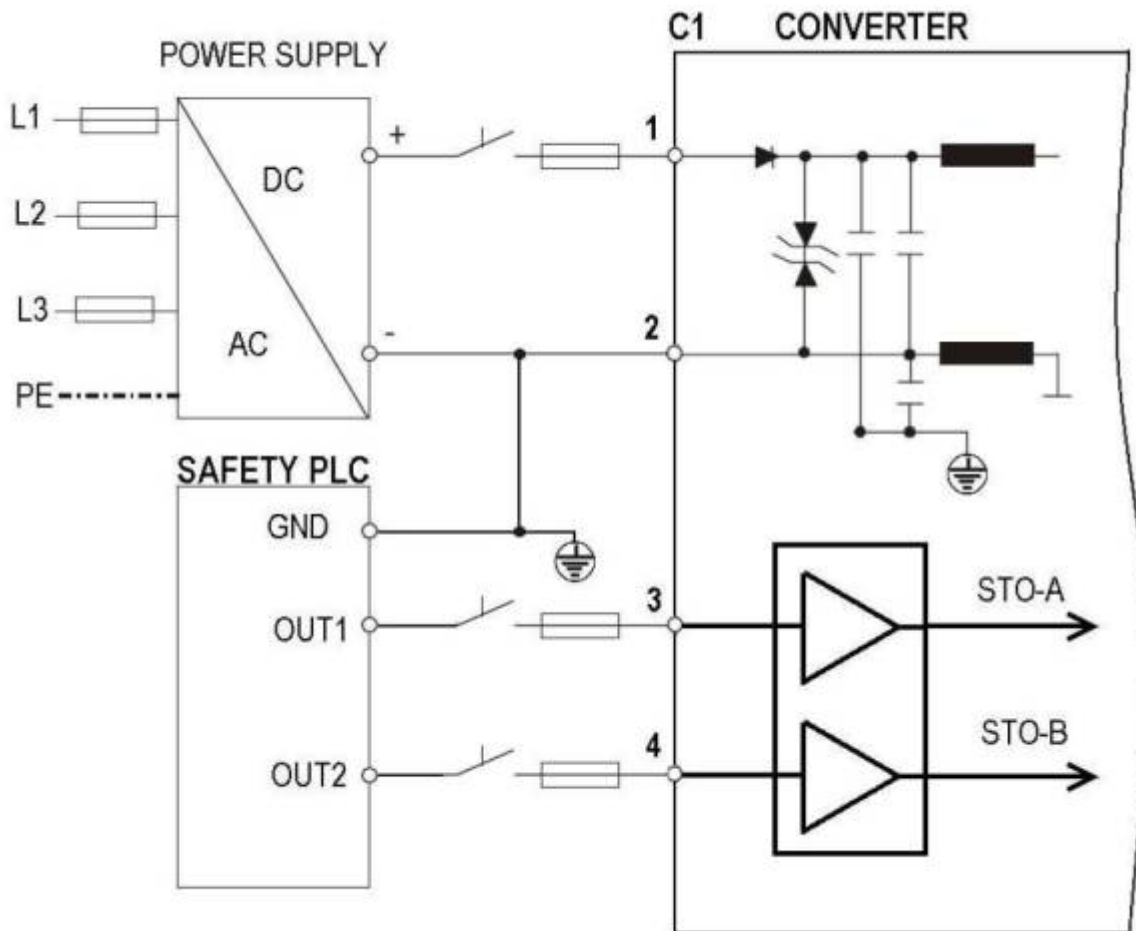 C1 CONVERTER
POWER SUPPLY
L1
+
1
DC
L2
L3
-
2
AC
PE
SAFETY PLC
GND
3
STO-A
OUT1
4
STO-B
OUT2